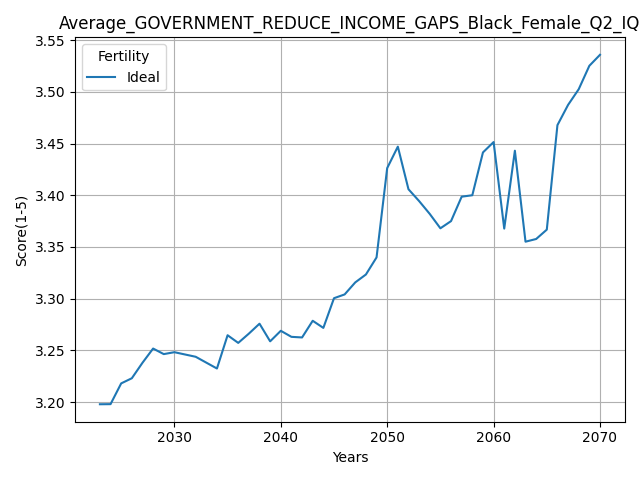 Average_GOVERNMENT_REDUCE_INCOME_GAPS_Black_Female_Q2_IQ
Fertility
Ideal
Score(1-5)
3.55
3.50
3.45
3.40
3.35
3.30
3.25
3.20
2030 2040 2050 2060 2070
Years